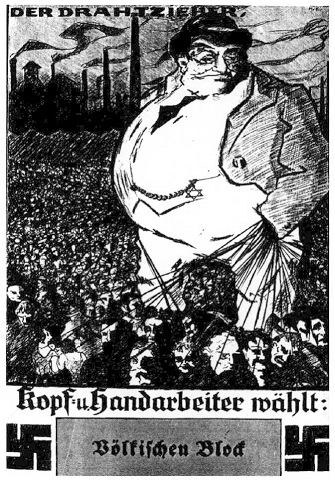 DER DRAHTZIEHER.
Kopf- u. Handarbeiter wählt:
Völkischen Block